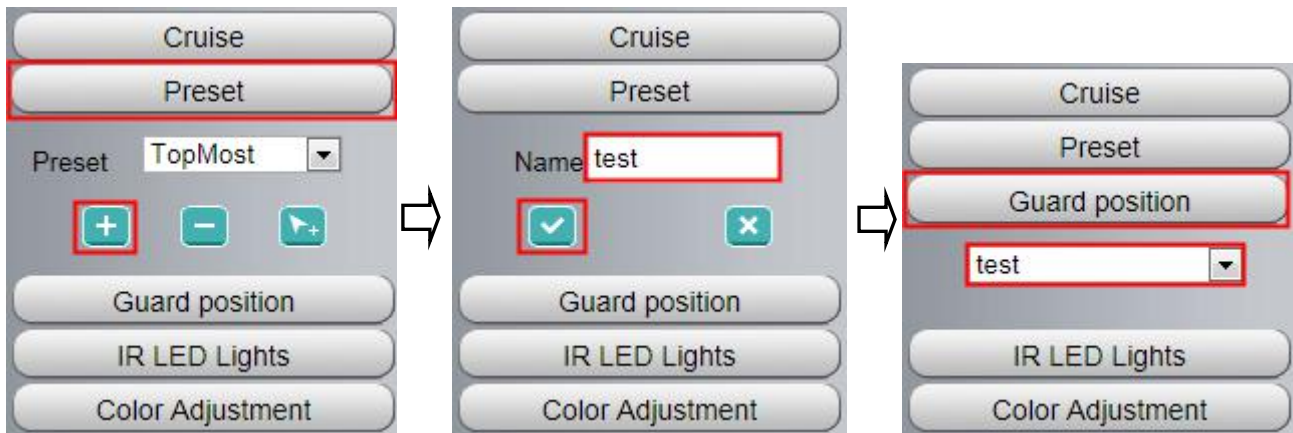 Cruise
Preset
Preset TopMost
Guard position
IR LED Lights
Color Adjustment
Cruise
Preset
Name test
Guard position
IR LED Lights
Color Adjustment
Cruise
Preset
Guard position
test
IR LED Lights
Color Adjustment